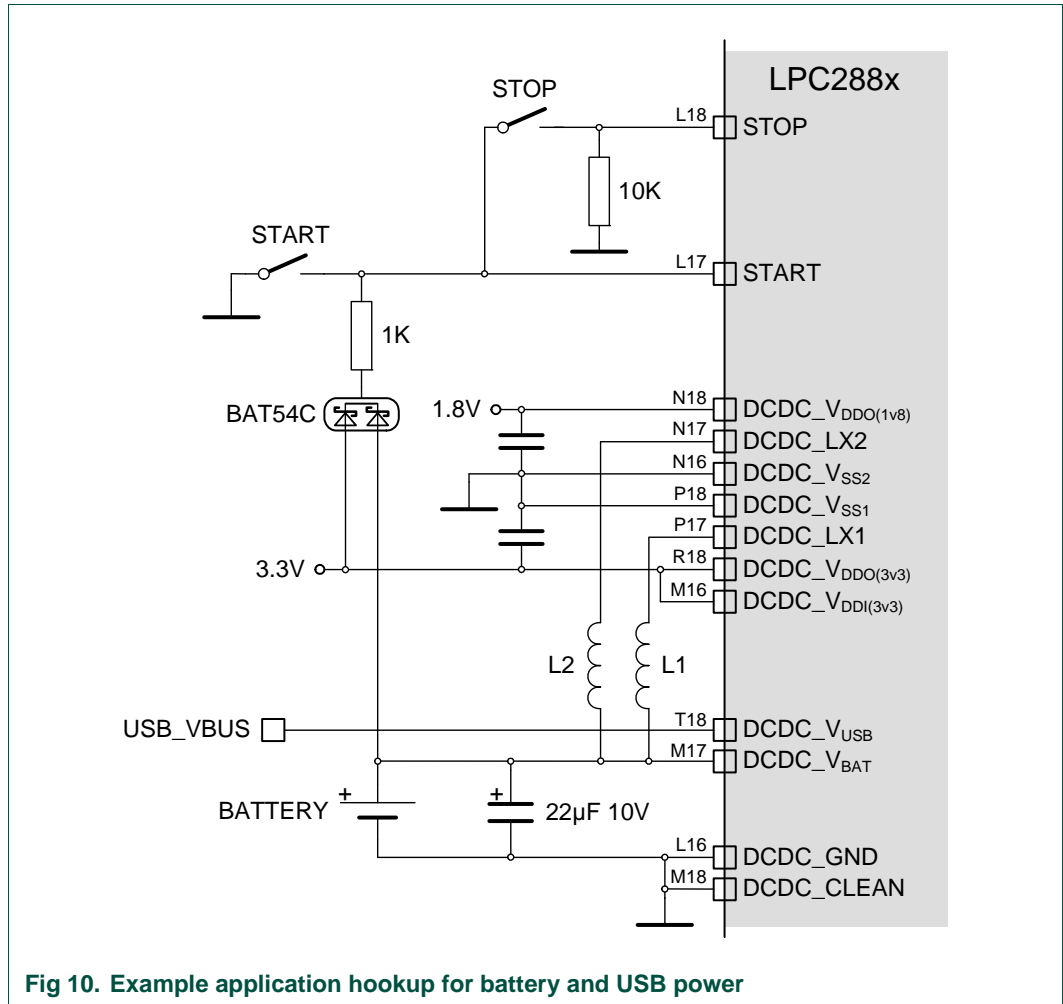 LPC288x
STOP
L18
STOP
10K
START
L17
START
1K
BAT54C
1.8V
N18
DCDC_VDDO(1v8)
N17
DCDC_LX2
N16
DCDC_VSS2
P18
DCDC_VSS1
P17
DCDC_LX1
3.3V
R18
DCDC_VDDO(3v3)
M16
DCDC_VDDI(3v3)
L2
L1
USB_VBUS
T18
DCDC_VUSB
M17
DCDC_VBAT
BATTERY
+
+
22µF 10V
L16
DCDC_GND
M18
DCDC_CLEAN
Fig 10. Example application hookup for battery and USB power